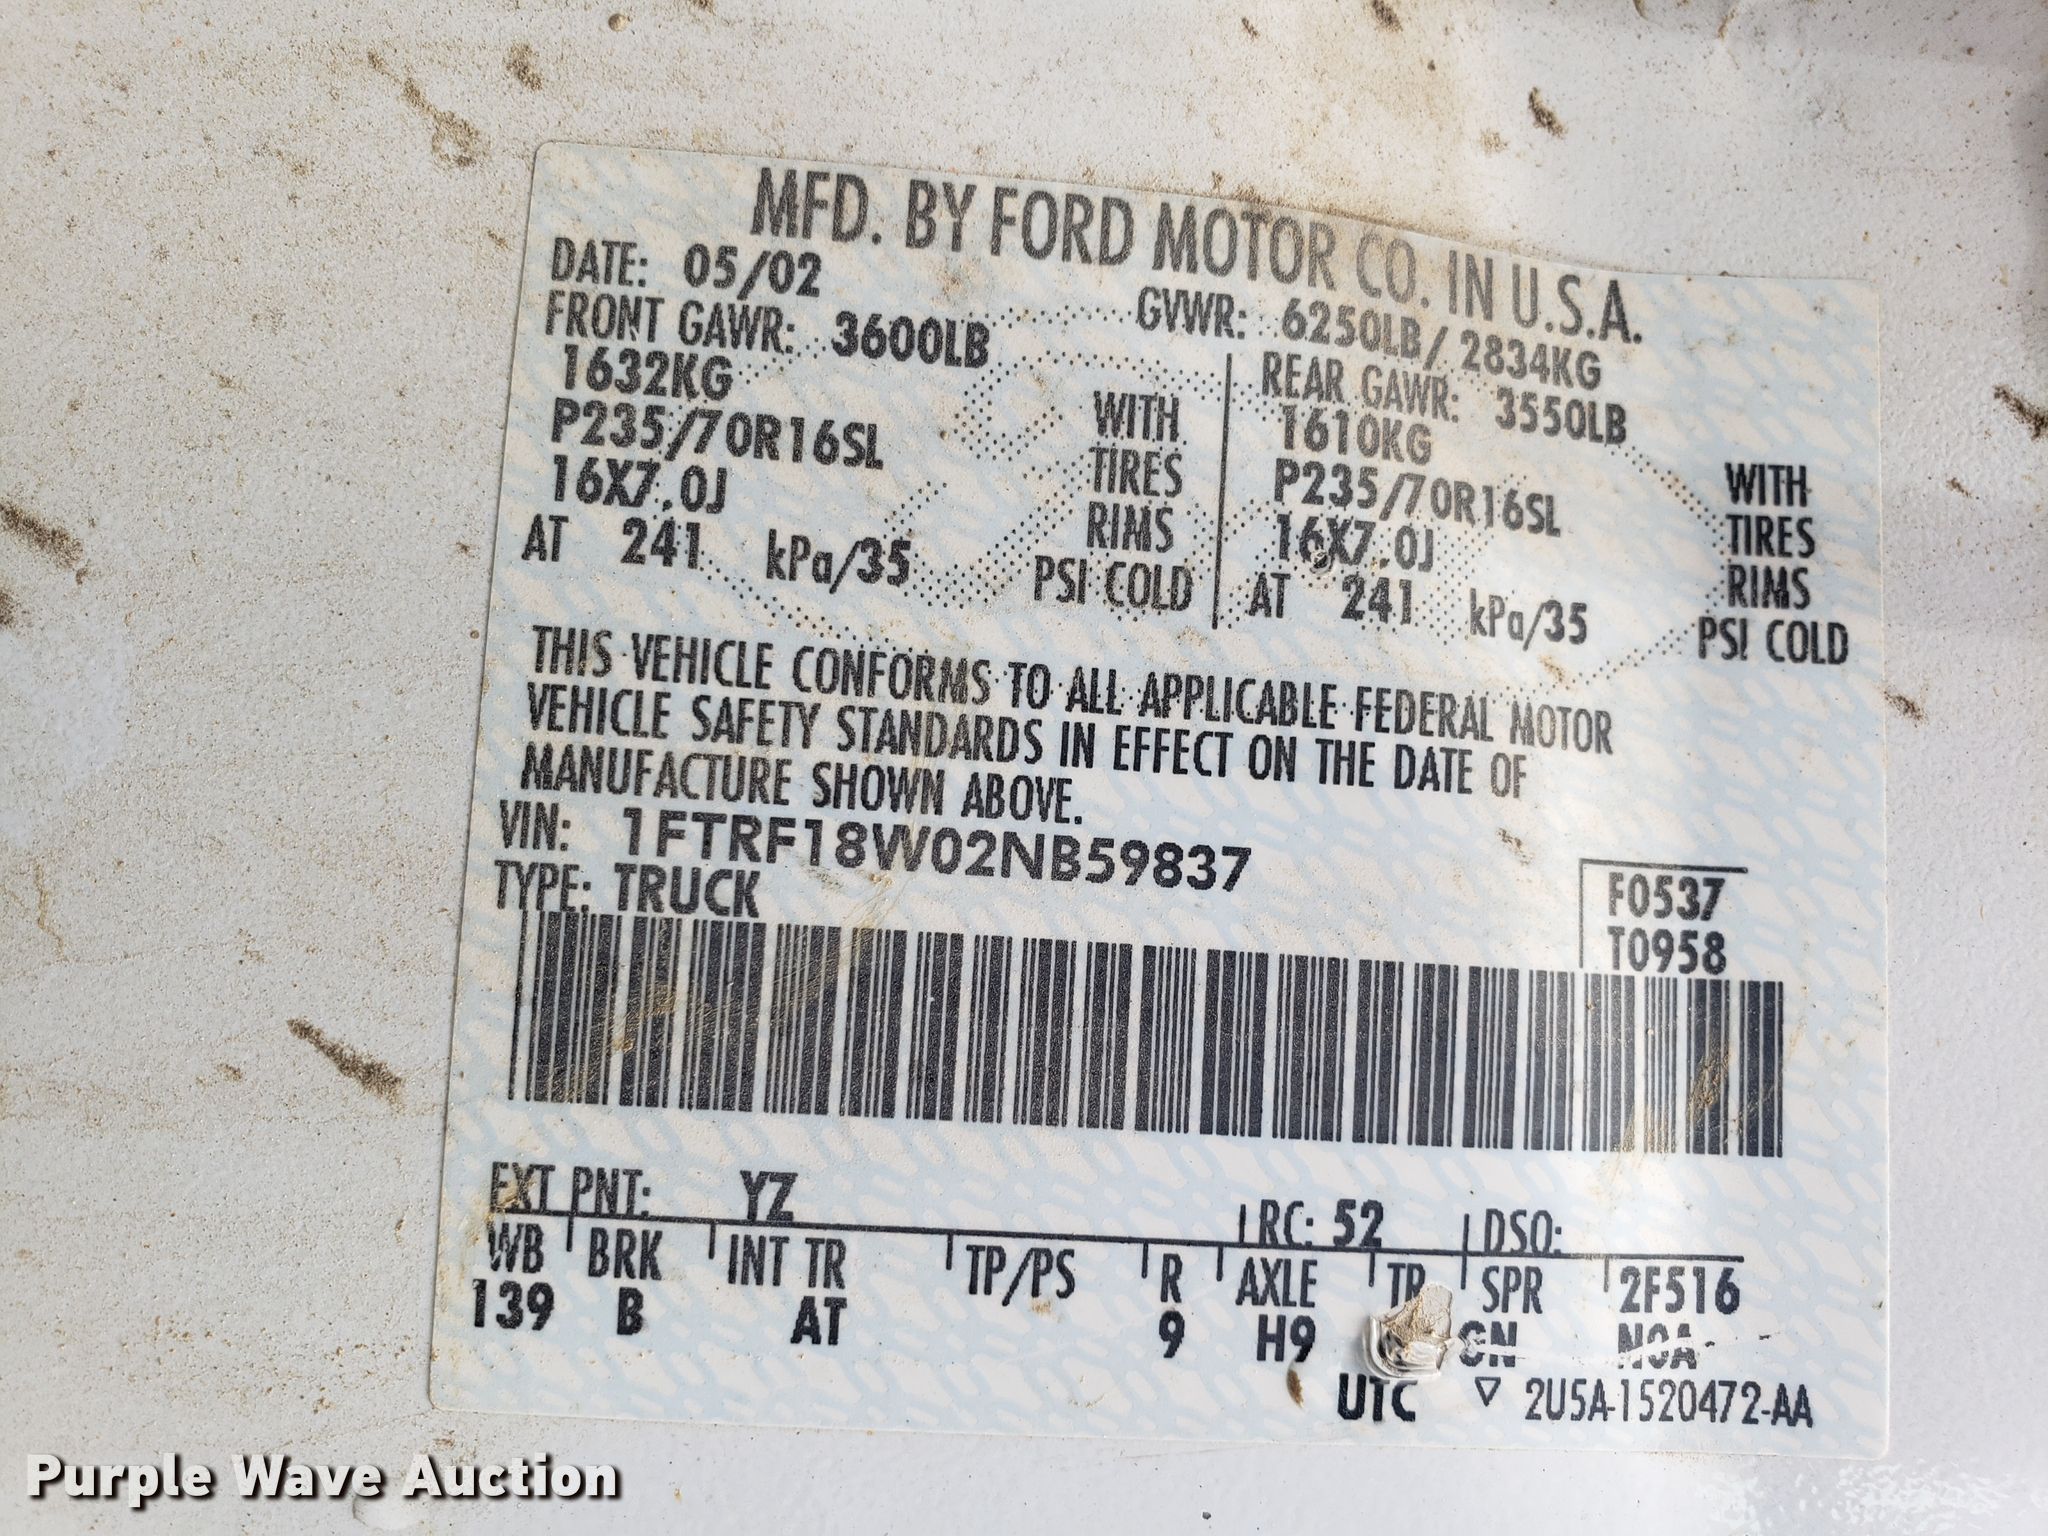 MFD. BY FORD MOTOR CO. IN U.S.A.
DATE: 05/02 GVWR: 6250LB/ 2834KG
FRONT GAWR: 3600LB REAR GAWR: 3550LB
1632KG WITH 1610KG WITH
P235/70R16SL TIRES P235/70R16SL TIRES
16X7.0J RIMS 16X7.0J RIMS
AT 241 kPa/35 PSI COLD AT 241 kPa/35 PSI COLD
THIS VEHICLE CONFORMS TO ALL APPLICABLE FEDERAL MOTOR
VEHICLE SAFETY STANDARDS IN EFFECT ON THE DATE OF
MANUFACTURE SHOWN ABOVE.
VIN: 1FTRF18W02NB59837
TYPE: TRUCK
F0537
T0958
EXT PNT: YZ RC: 52 DSO:
WB BRK INT TR TP/PS R AXLE TR SPR 2F516
139 B AT 9 H9
UTC ▽ 2U5A-1520472-AA
Purple Wave Auction